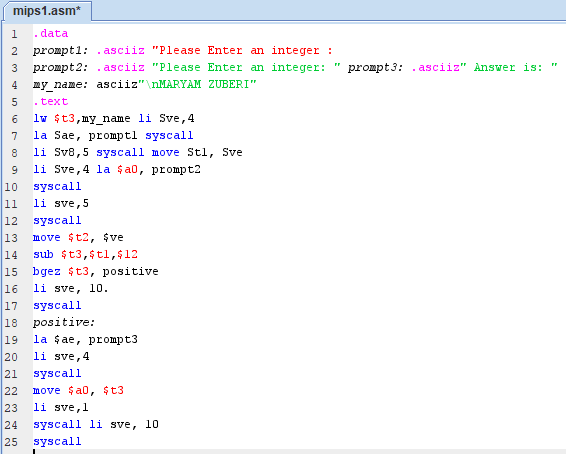 mips1.asm*
1 .data
2 prompt1: .asciiz "Please Enter an integer :
3 prompt2: .asciiz "Please Enter an integer: " prompt3: .asciiz" Answer is: "
4 my_name: asciiz"\nMARYAM ZUBERI"
5 .text
6 lw $t3,my_name li Sve,4
7 la Sae, prompt1 syscall
8 li Sv8,5 syscall move St1, Sve
9 li Sve,4 la $a0, prompt2
10 syscall
11 li sve,5
12 syscall
13 move $t2, $ve
14 sub $t3,$t1,$12
15 bgez $t3, positive
16 li sve, 10.
17 syscall
18 positive:
19 la $ae, prompt3
20 li sve,4
21 syscall
22 move $a0, $t3
23 li sve,1
24 syscall li sve, 10
25 syscall